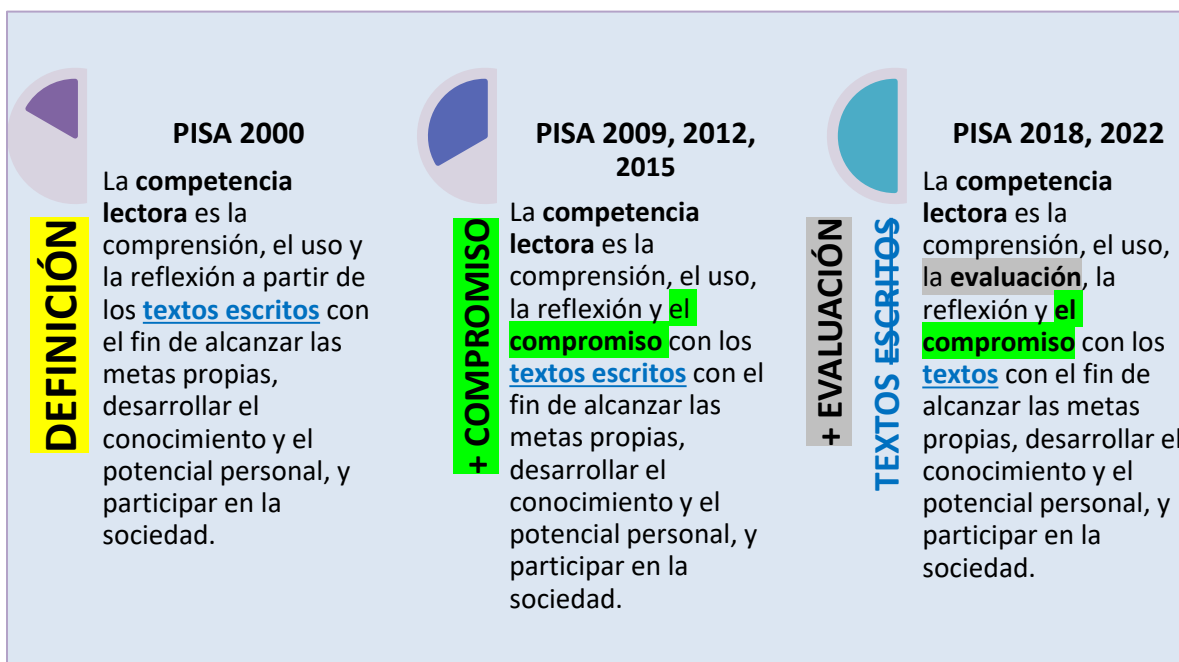 PISA 2000
DEFINICIÓN
La competencia
lectora es la
comprensión, el uso y
la reflexión a partir de
los textos escritos con
el fin de alcanzar las
metas propias,
desarrollar el
conocimiento y el
potencial personal, y
participar en la
sociedad.
PISA 2009, 2012,
2015
+ COMPROMISO
La competencia
lectora es la
comprensión, el uso,
la reflexión y el
compromiso con los
textos escritos con el
fin de alcanzar las
metas propias,
desarrollar el
conocimiento y el
potencial personal, y
participar en la
sociedad.
PISA 2018, 2022
+ EVALUACIÓN
TEXTOS ESCRITOS
La competencia
lectora es la
comprensión, el uso,
la evaluación, la
reflexión y el
compromiso con los
textos con el fin de
alcanzar las metas
propias, desarrollar el
conocimiento y el
potencial personal, y
participar en la
sociedad.